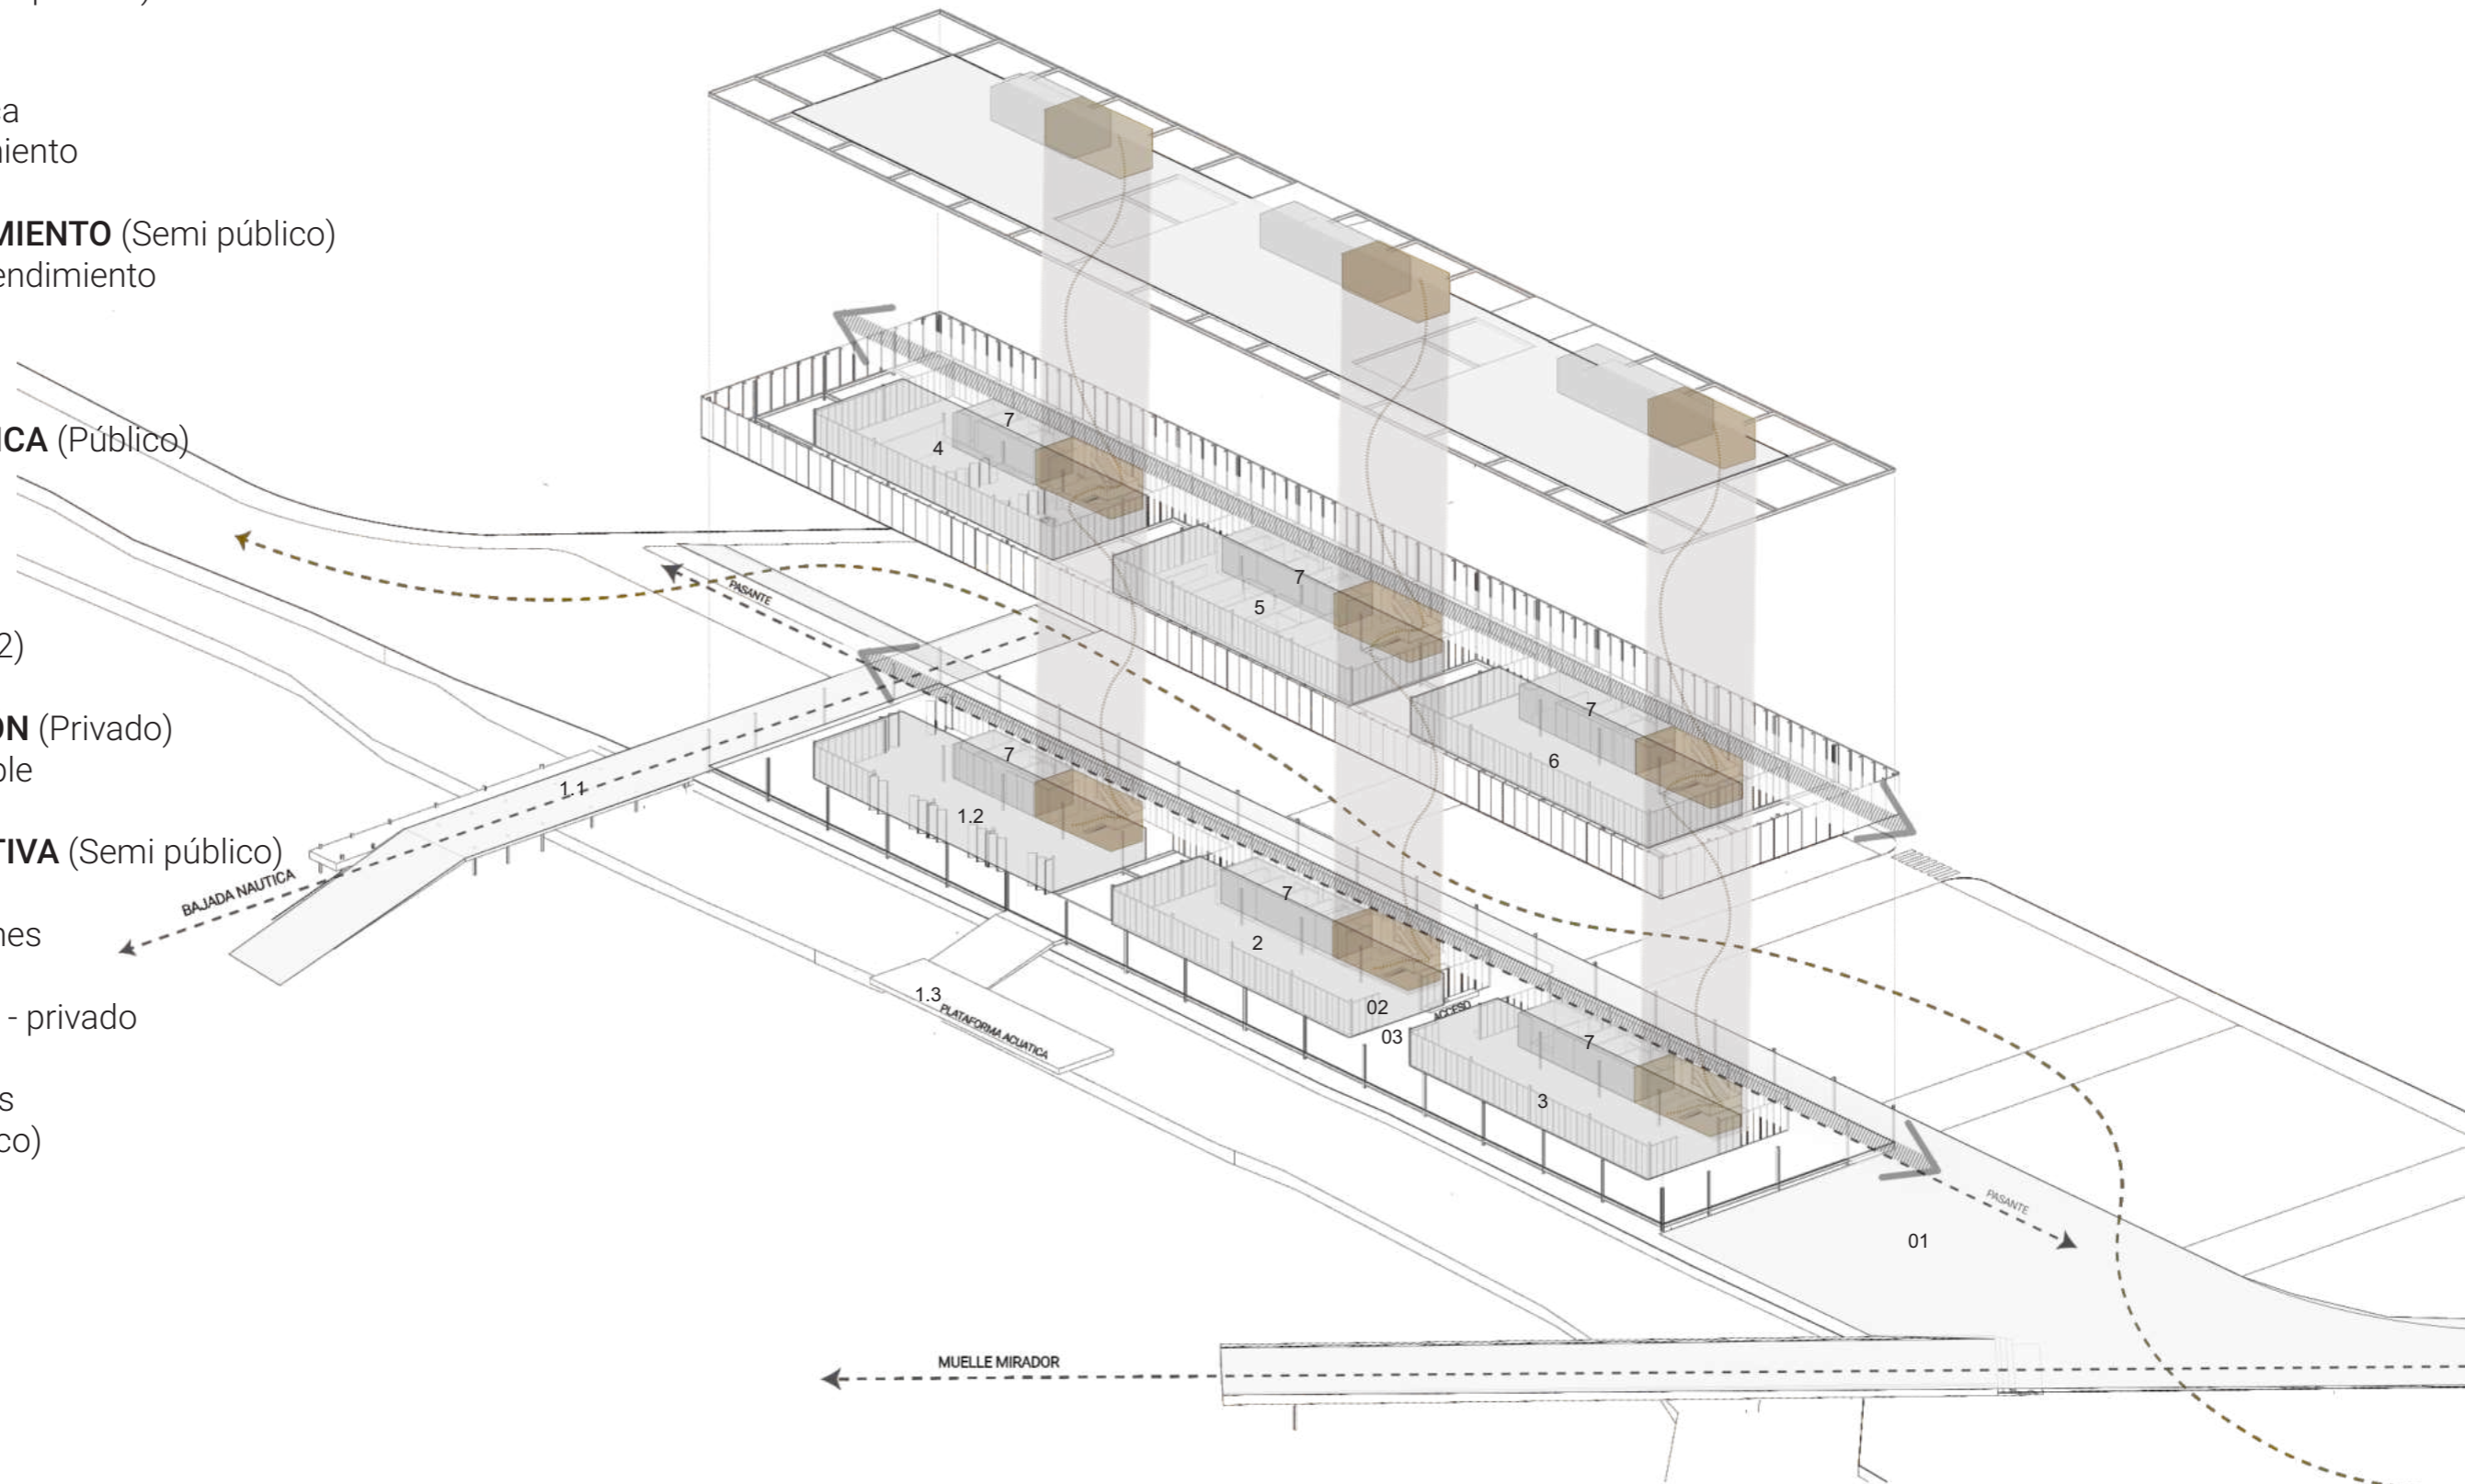 ca
miento
MIENTO (Semi público)
endimiento
ICA (Público)
2)
ÓN (Privado)
ble
TIVA (Semi público)
nes
- privado
s
co)
7
4
7
5
7
6
PASANTE
1.1
BAJADA NAUTICA
7
1.2
7
2
02
ACCESO
03
7
3
1.3
PLATAFORMA ACUATICA
PASANTE
01
MUELLE MIRADOR